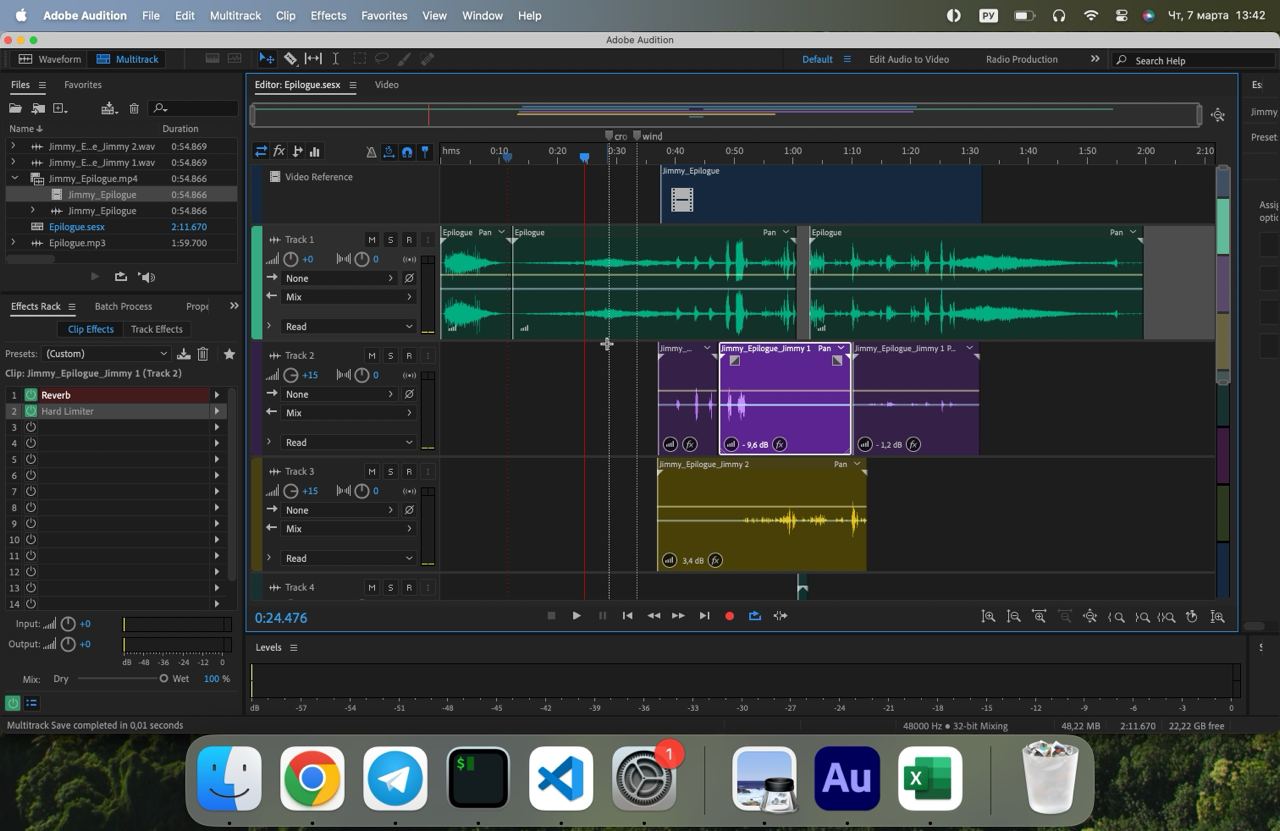 Adobe Audition File Edit Multitrack Clip Effects Favorites View Window Help РУ Чт, 7 марта 13:42
Adobe Audition
Waveform Multitrack Default Edit Audio to Video Radio Production Search Help
Files Favorites Editor: Epilogue.sesx Video Es
Jimmy
Name Duration
cro wind Preset
Jimmy_E...e_Jimmy 2.wav 0:54.869 hms 0:10 0:20 0:30 0:40 0:50 1:00 1:10 1:20 1:30 1:40 1:50 2:00 2:10
Jimmy_E...e_Jimmy 1.wav 0:54.869
Jimmy_Epilogue.mp4 0:54.866 Video Reference Jimmy_Epilogue
Jimmy_Epilogue 0:54.866
Jimmy_Epilogue 0:54.866 Assig
optic
Epilogue.sesx 2:11.670
Epilogue.mp3 1:59.700 Track 1 M S R I Epilogue Pan Epilogue Pan Epilogue Pan
+0 0
None
Mix
Read
Effects Rack Batch Process Prope
Clip Effects Track Effects
Presets: (Custom) Track 2 M S R I Jimmy_... Jimmy_Epilogue_Jimmy 1 Pan Jimmy_Epilogue_Jimmy 1 P...
Clip: Jimmy_Epilogue_Jimmy 1 (Track 2) +15 0
1 Reverb None
2 Hard Limiter Mix
3
4 Read - 9,6 dB fx - 1,2 dB fx
5
6 Track 3 M S R I Jimmy_Epilogue_Jimmy 2 Pan
7 +15 0
8 None
9 Mix
10
11 Read 3,4 dB fx
12
13 Track 4 M S R I
14
Input: +0 0:24.476
Output: +0
dB -48 -36 -24 -12 0 Levels
Mix: Dry Wet 100 %
dB -57 -54 -51 -48 -45 -42 -39 -36 -33 -30 -27 -24 -21 -18 -15 -12 -9 -6 -3 0
Multitrack Save completed in 0,01 seconds 48000 Hz ● 32-bit Mixing 48,22 MB 2:11.670 22,22 GB free
$ 1 Au X